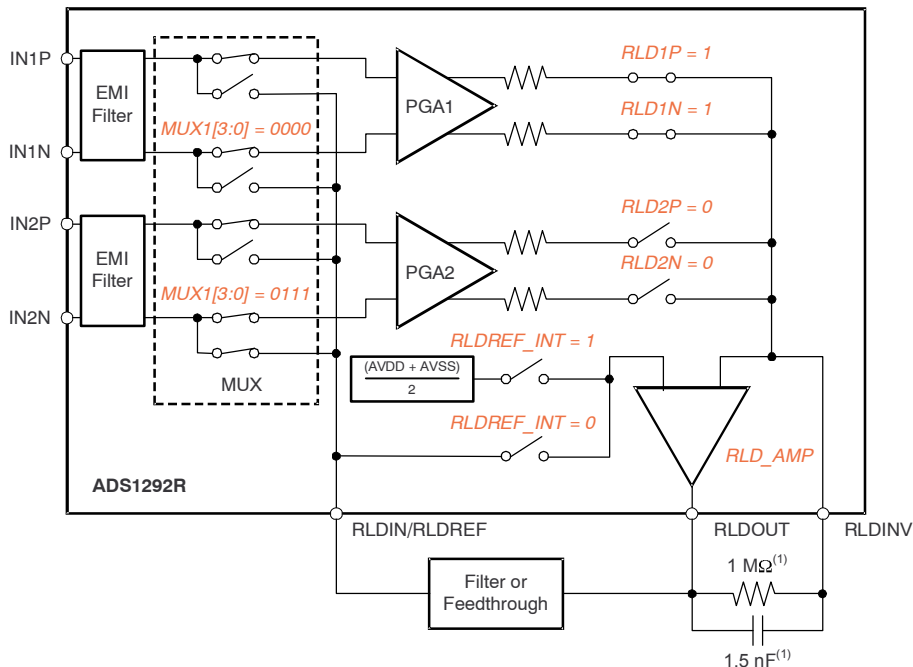 IN1P
EMI
Filter
IN1N
MUX1[3:0] = 0000
PGA1
RLD1P = 1
RLD1N = 1
IN2P
EMI
Filter
IN2N
MUX1[3:0] = 0111
MUX
PGA2
RLD2P = 0
RLD2N = 0
RLDREF_INT = 1
(AVDD + AVSS)
2
RLDREF_INT = 0
RLD_AMP
ADS1292R
RLDIN/RLDREF
RLDOUT
RLDINV
Filter or
Feedthrough
1 MΩ(1)
1.5 nF(1)